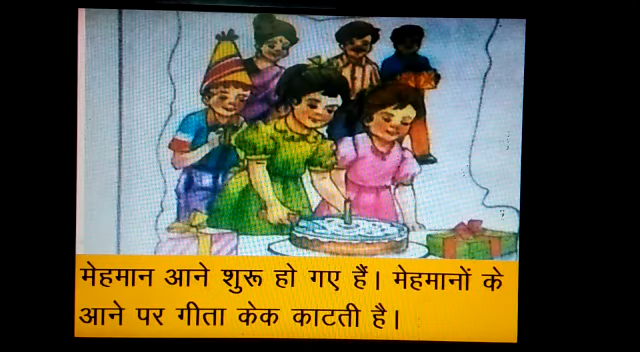 मेहमान आने शुरू हो गए हैं। मेहमानों के
आने पर गीता केक काटती है।